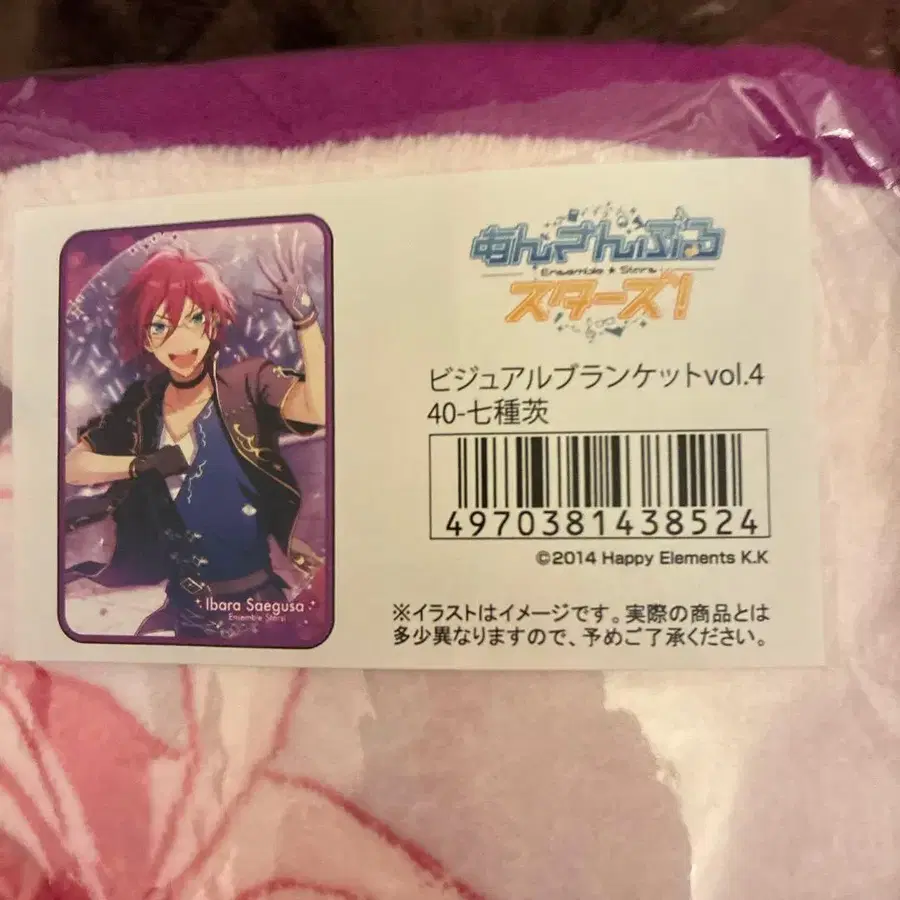 あんさんぶる
Ensemble ★ Stars!
スターズ!
ビジュアルブランケットvol.4
40-七種茨
4970381438524
©2014 Happy Elements K.K
※イラストはイメージです。実際の商品とは
多少異なりますので、予めご了承ください。
Ibara Saegusa
Ensemble Stars!